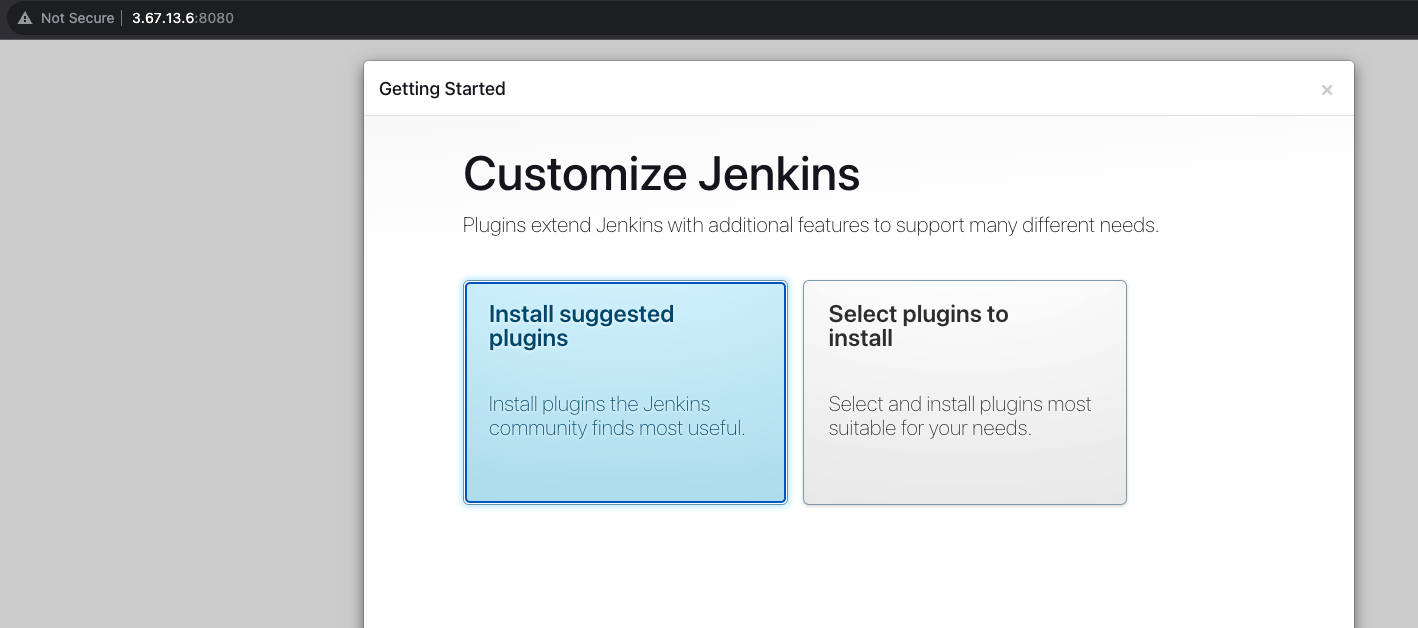 Not Secure 3.67.13.6:8080
Getting Started ×
Customize Jenkins
Plugins extend Jenkins with additional features to support many different needs.
Install suggested
plugins
Install plugins the Jenkins
community finds most useful.
Select plugins to
install
Select and install plugins most
suitable for your needs.